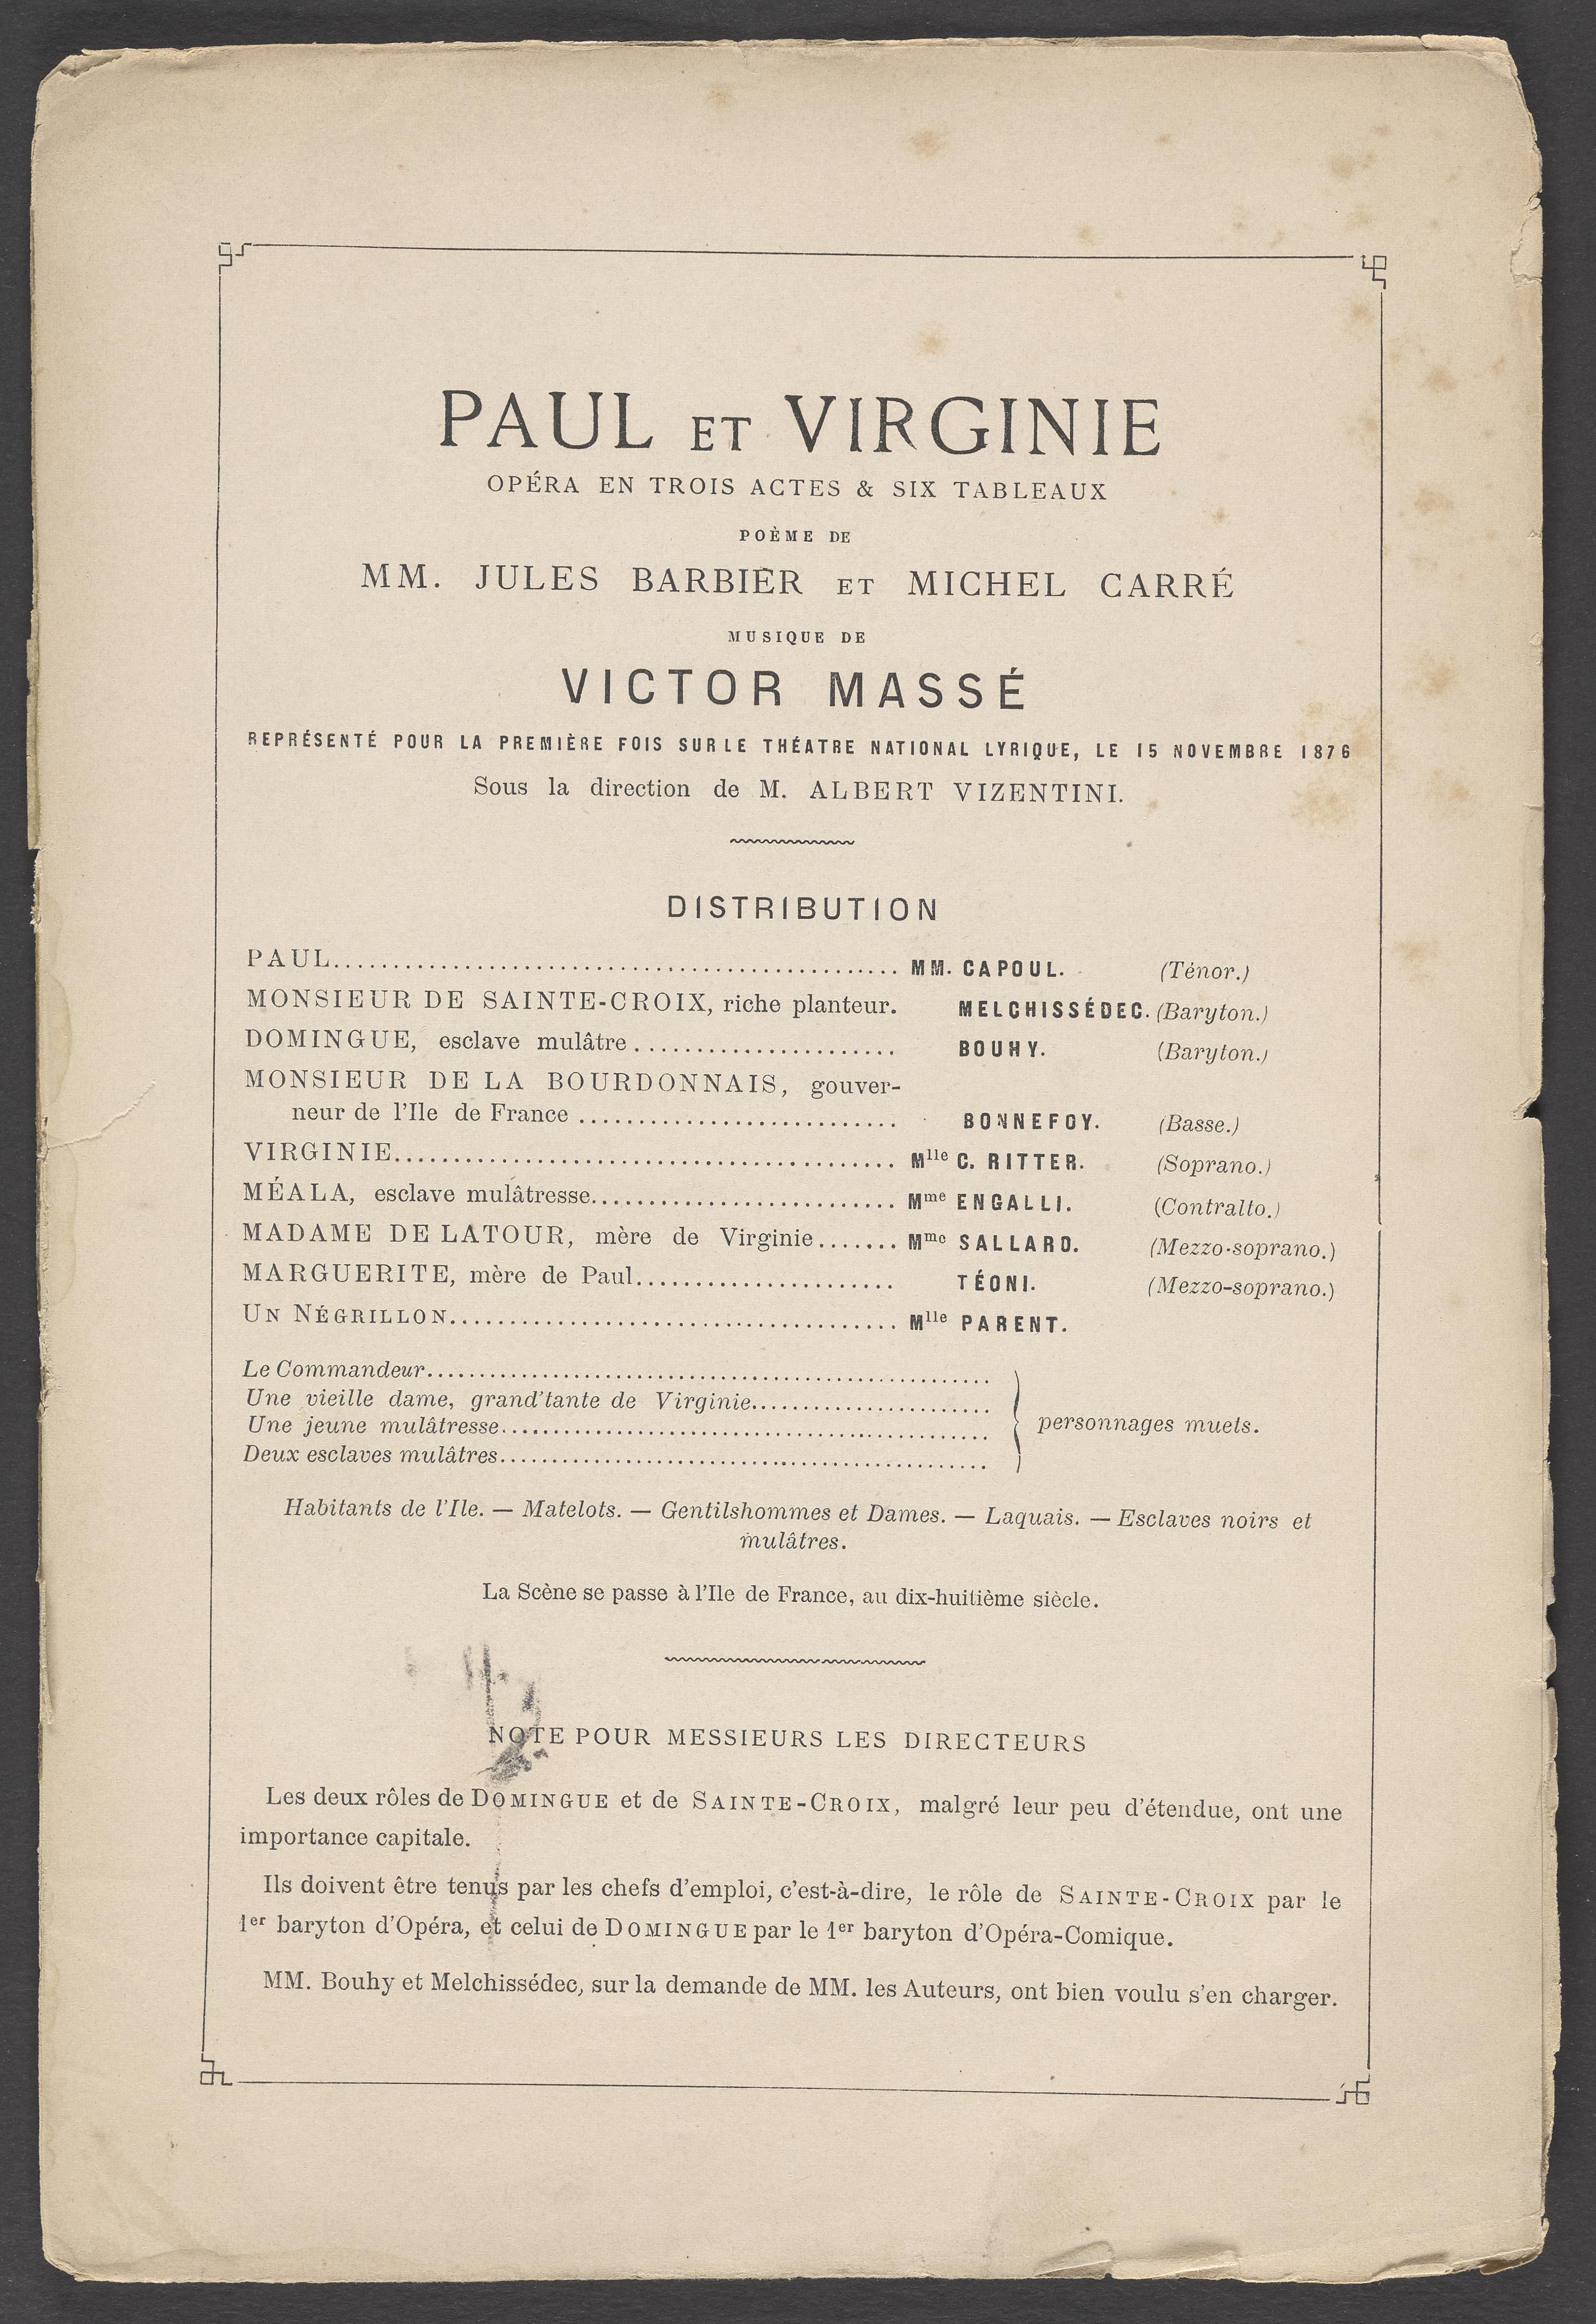 PAUL ET VIRGINIE
OPÉRA EN TROIS ACTES & SIX TABLEAUX
POÈME DE
MM. JULES BARBIER ET MICHEL CARRÉ
MUSIQUE DE
VICTOR MASSÉ
REPRÉSENTÉ POUR LA PREMIÈRE FOIS SUR LE THÉATRE NATIONAL LYRIQUE, LE 15 NOVEMBRE 1876
Sous la direction de M. ALBERT VIZENTINI.
DISTRIBUTION
PAUL.................................................. MM. CAPOUL. (Ténor.)
MONSIEUR DE SAINTE-CROIX, riche planteur. MELCHISSÉDEC. (Baryton.)
DOMINGUE, esclave mulâtre...................... BOUHY. (Baryton.)
MONSIEUR DE LA BOURDONNAIS, gouver-
neur de l'Ile de France ........................... BONNEFOY. (Basse.)
VIRGINIE.......................................... Mlle C. RITTER. (Soprano.)
MÉALA, esclave mulâtresse......................... Mme ENGALLI. (Contralto.)
MADAME DE LATOUR, mère de Virginie....... Mme SALLARD. (Mezzo-soprano.)
MARGUERITE, mère de Paul...................... TÉONI. (Mezzo-soprano.)
UN NÉGRILLON...................................... Mlle PARENT.
Le Commandeur........................................................
Une vieille dame, grand'tante de Virginie........................
Une jeune mulâtresse................................................ personnages muets.
Deux esclaves mulâtres................................................
Habitants de l'Ile. — Matelots. — Gentilshommes et Dames. — Laquais. — Esclaves noirs et
mulâtres.
La Scène se passe à l'Ile de France, au dix-huitième siècle.
NOTE POUR MESSIEURS LES DIRECTEURS
Les deux rôles de DOMINGUE et de SAINTE-CROIX, malgré leur peu d'étendue, ont une
importance capitale.
Ils doivent être tenus par les chefs d'emploi, c'est-à-dire, le rôle de SAINTE-CROIX par le
1er baryton d'Opéra, et celui de DOMINGUE par le 1er baryton d'Opéra-Comique.
MM. Bouhy et Melchissédec, sur la demande de MM. les Auteurs, ont bien voulu s'en charger.